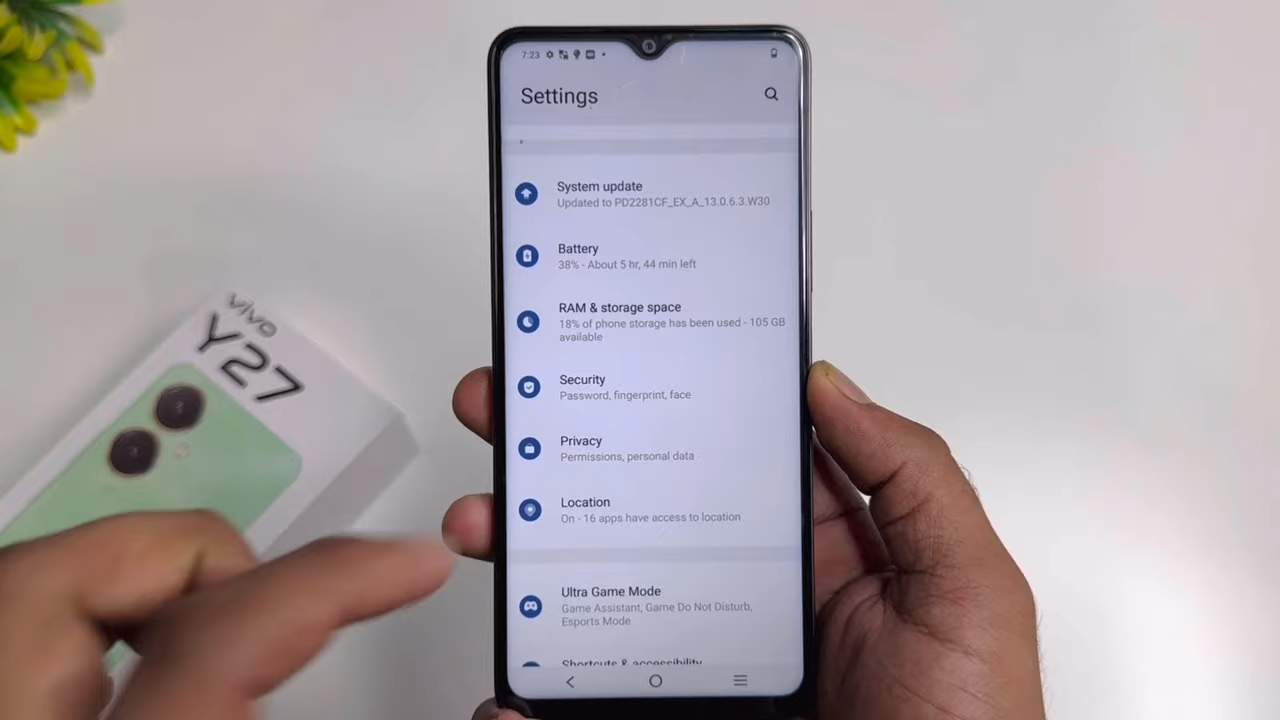 7:23
Settings
System update
Updated to PD2281CF_EX_A_13.0.6.3.W30
Battery
38% - About 5 hr, 44 min left
RAM & storage space
18% of phone storage has been used - 105 GB
available
Security
Password, fingerprint, face
Privacy
Permissions, personal data
Location
On - 16 apps have access to location
Ultra Game Mode
Game Assistant, Game Do Not Disturb,
Esports Mode
Shortcuts & accessibility
vivo
Y27